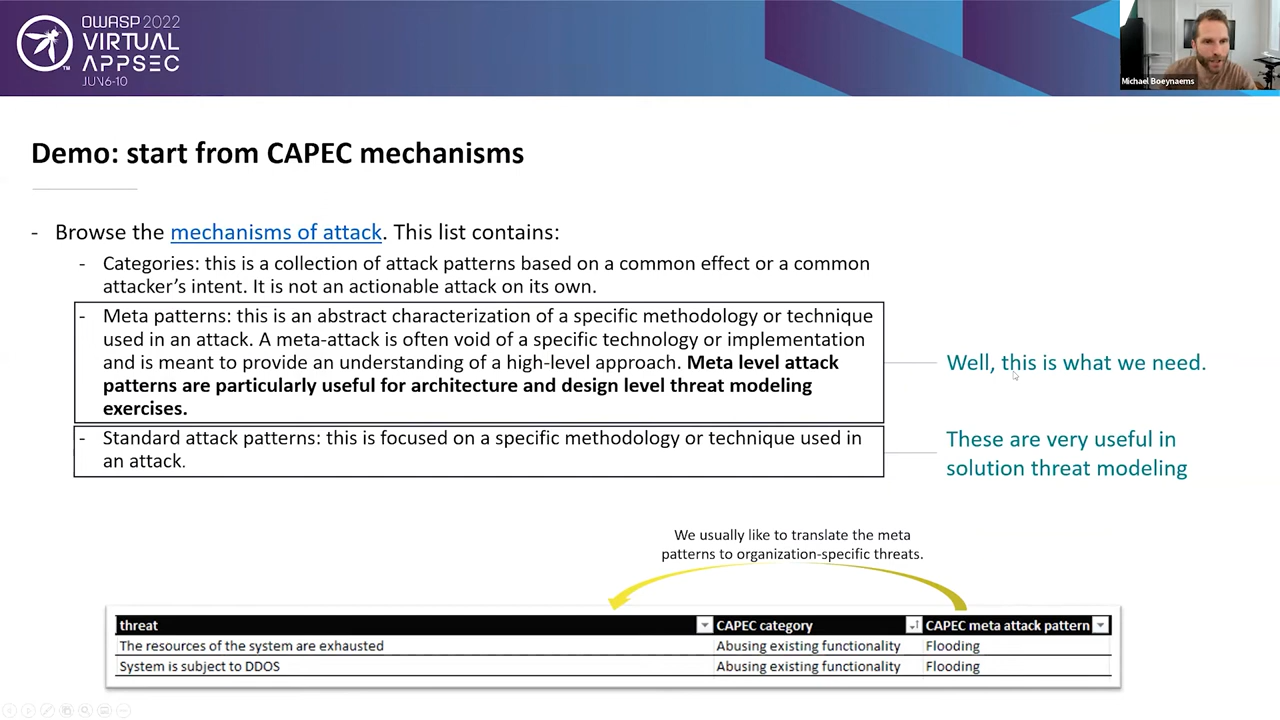 OWASP 2022
VIRTUAL
APPSEC
TM
JUN 6-10
Michael Boeynaems
Demo: start from CAPEC mechanisms
- Browse the mechanisms of attack. This list contains:
- Categories: this is a collection of attack patterns based on a common effect or a common
attacker's intent. It is not an actionable attack on its own.
- Meta patterns: this is an abstract characterization of a specific methodology or technique
used in an attack. A meta-attack is often void of a specific technology or implementation
and is meant to provide an understanding of a high-level approach. Meta level attack
patterns are particularly useful for architecture and design level threat modeling
exercises.
Well, this is what we need.
- Standard attack patterns: this is focused on a specific methodology or technique used in
an attack.
These are very useful in
solution threat modeling
We usually like to translate the meta
patterns to organization-specific threats.
threat CAPEC category CAPEC meta attack pattern
The resources of the system are exhausted Abusing existing functionality Flooding
System is subject to DDOS Abusing existing functionality Flooding